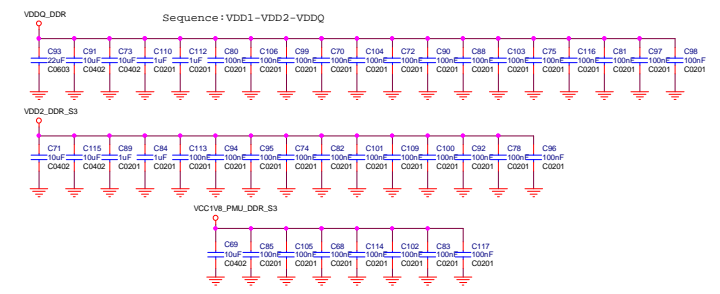 VDDQ_DDR
Sequence:VDD1-VDD2-VDDQ
C93 C91 C73 C110 C112 C80 C106 C99 C70 C104 C72 C90 C88 C103 C75 C116 C81 C97 C98
22uF 10uF 10uF 1uF 1uF 100nF 100nF 100nF 100nF 100nF 100nF 100nF 100nF 100nF 100nF 100nF 100nF 100nF 100nF
C0603 C0402 C0402 C0201 C0201 C0201 C0201 C0201 C0201 C0201 C0201 C0201 C0201 C0201 C0201 C0201 C0201 C0201 C0201
VDD2_DDR_S3
C71 C115 C89 C84 C113 C94 C95 C74 C82 C101 C109 C100 C92 C78 C96
10uF 10uF 1uF 1uF 100nF 100nF 100nF 100nF 100nF 100nF 100nF 100nF 100nF 100nF 100nF
C0402 C0402 C0201 C0201 C0201 C0201 C0201 C0201 C0201 C0201 C0201 C0201 C0201 C0201 C0201
VCC1V8_PMU_DDR_S3
C69 C85 C105 C68 C114 C102 C83 C117
10uF 100nF 100nF 100nF 100nF 100nF 100nF 100nF
C0402 C0201 C0201 C0201 C0201 C0201 C0201 C0201